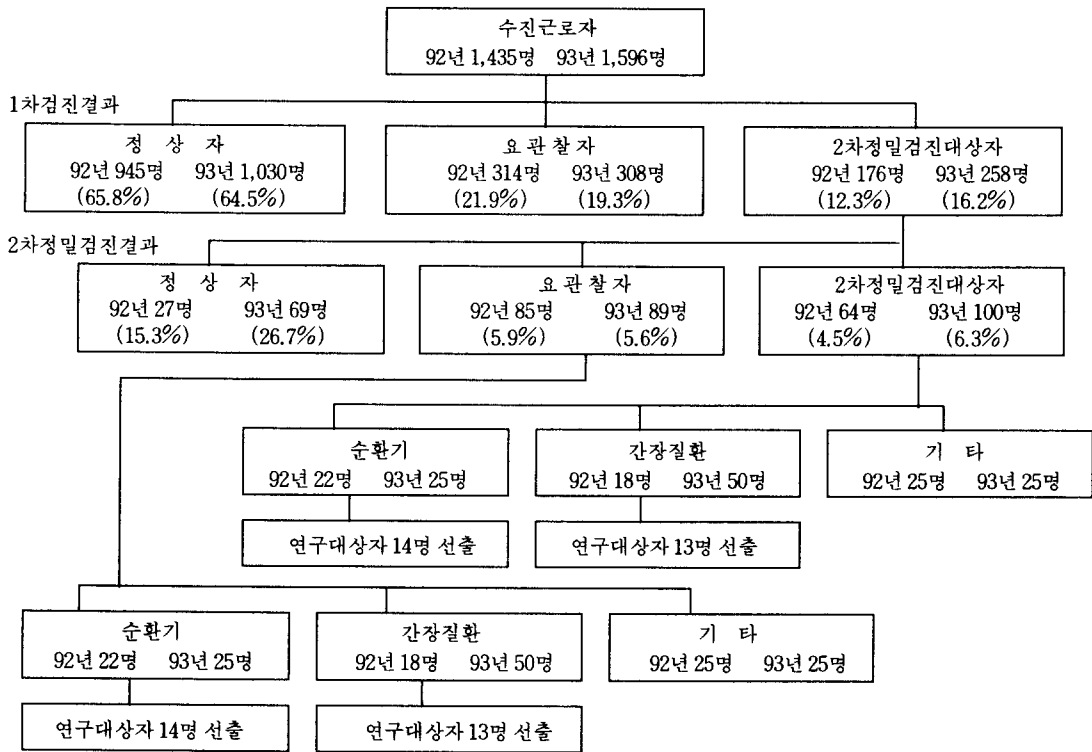 수진근로자
92년 1,435명 93년 1,596명
1차검진결과
정 상 자
92년 945명 93년 1,030명
(65.8%) (64.5%)
요관찰자
92년 314명 93년 308명
(21.9%) (19.3%)
2차정밀검진대상자
92년 176명 93년 258명
(12.3%) (16.2%)
2차정밀검진결과
정 상 자
92년 27명 93년 69명
(15.3%) (26.7%)
요관찰자
92년 85명 93년 89명
(5.9%) (5.6%)
2차정밀검진대상자
92년 64명 93년 100명
(4.5%) (6.3%)
순환기
92년 22명 93년 25명
간장질환
92년 18명 93년 50명
기 타
92년 25명 93년 25명
연구대상자 14명 선출
연구대상자 13명 선출
순환기
92년 22명 93년 25명
간장질환
92년 18명 93년 50명
기 타
92년 25명 93년 25명
연구대상자 14명 선출
연구대상자 13명 선출